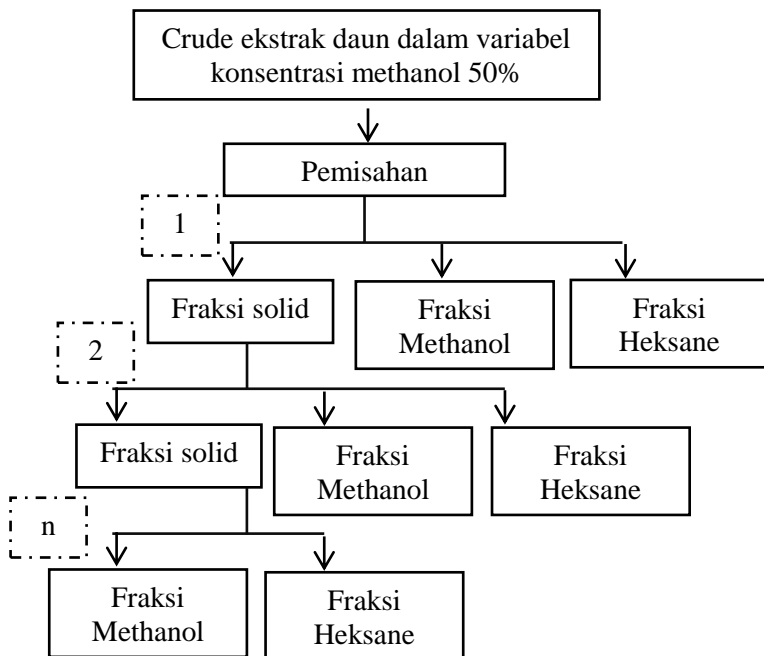 Crude ekstrak daun dalam variabel
konsentrasi methanol 50%
Pemisahan
1
Fraksi solid
Fraksi
Methanol
Fraksi
Heksane
2
Fraksi solid
Fraksi
Methanol
Fraksi
Heksane
n
Fraksi
Methanol
Fraksi
Heksane